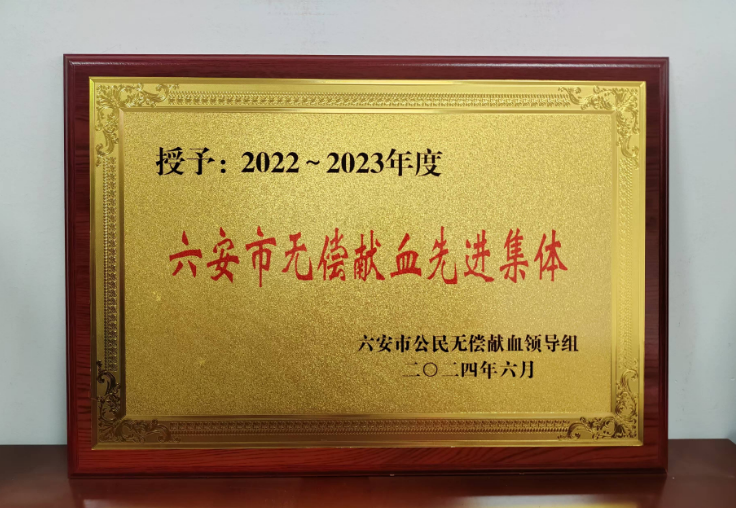 授予：2022～2023年度
六安市无偿献血先进集体
六安市公民无偿献血领导组
二〇二四年六月